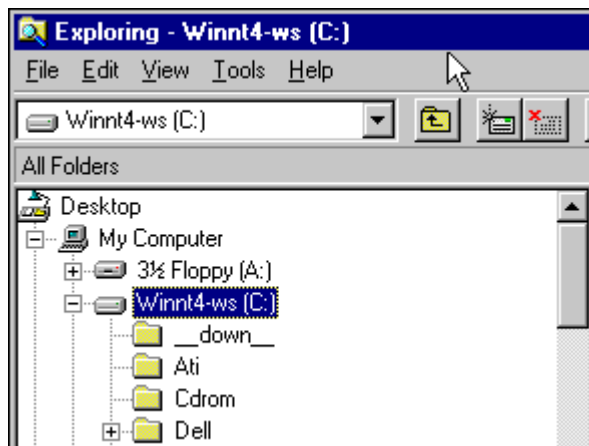 Exploring - Winnt4-ws (C:)
File Edit View Tools Help
Winnt4-ws (C:)
All Folders
Desktop
My Computer
3½ Floppy (A:)
Winnt4-ws (C:)
__down__
Ati
Cdrom
Dell